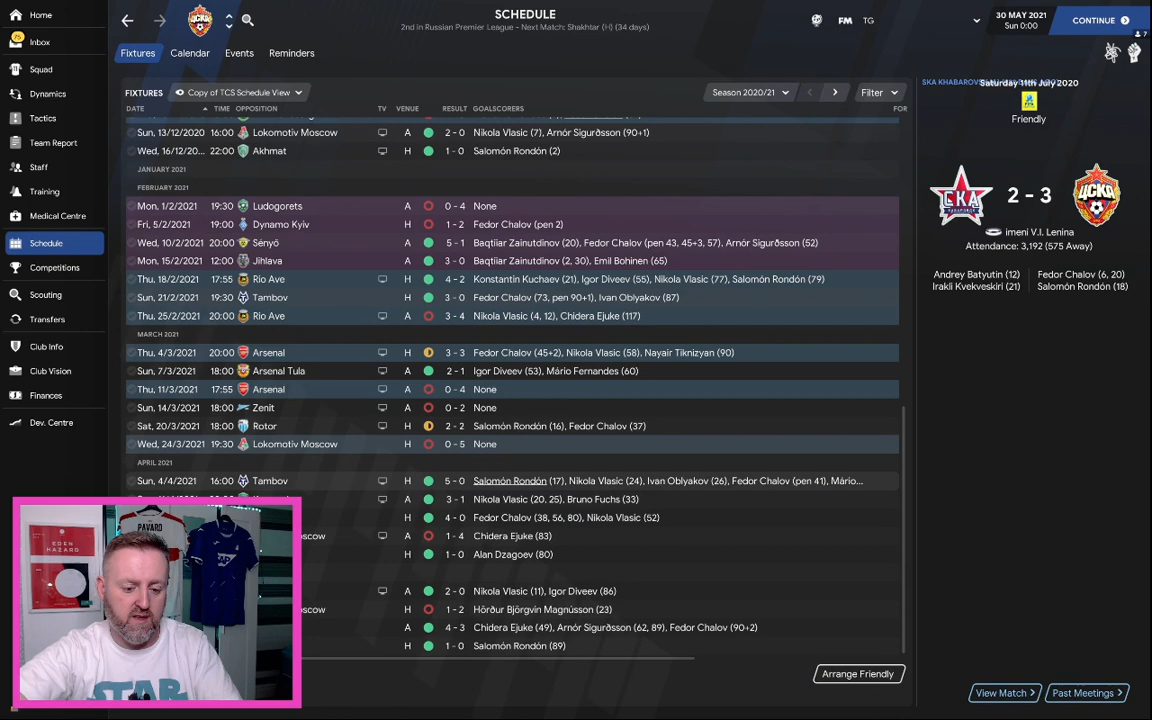 Home
Inbox
75
Squad
Dynamics
Tactics
Team Report
Staff
Training
Medical Centre
Schedule
Competitions
Scouting
Transfers
Club Info
Club Vision
Finances
Dev. Centre
SCHEDULE
2nd in Russian Premier League - Next Match: Shakhtar (H) (34 days)
FM TG
30 MAY 2021
Sun 0:00
CONTINUE
7
Fixtures Calendar Events Reminders
FIXTURES Copy of TCS Schedule View Season 2020/21 Filter
DATE TIME OPPOSITION TV VENUE RESULT GOALSCORERS FOR
Sun, 13/12/2020 16:00 Lokomotiv Moscow A 2 - 0 Nikola Vlasic (7), Arnór Sigurðsson (90+1)
Wed, 16/12/20... 22:00 Akhmat H 1 - 0 Salomón Rondón (2)
JANUARY 2021
FEBRUARY 2021
Mon, 1/2/2021 19:30 Ludogorets A 0 - 4 None
Fri, 5/2/2021 19:00 Dynamo Kyiv H 1 - 2 Fedor Chalov (pen 2)
Wed, 10/2/2021 20:00 Sényő A 5 - 1 Baqtiiar Zainutdinov (20), Fedor Chalov (pen 43, 45+3, 57), Arnór Sigurðsson (52)
Mon, 15/2/2021 12:00 Jihlava A 3 - 0 Baqtiiar Zainutdinov (2, 30), Emil Bohinen (65)
Thu, 18/2/2021 17:55 Rio Ave H 4 - 2 Konstantin Kuchaev (21), Igor Diveev (55), Nikola Vlasic (77), Salomón Rondón (79)
Sun, 21/2/2021 19:30 Tambov H 3 - 0 Fedor Chalov (73, pen 90+1), Ivan Oblyakov (87)
Thu, 25/2/2021 20:00 Rio Ave A 3 - 4 Nikola Vlasic (4, 12), Chidera Ejuke (117)
MARCH 2021
Thu, 4/3/2021 20:00 Arsenal H 3 - 3 Fedor Chalov (45+2), Nikola Vlasic (58), Nayair Tiknizyan (90)
Sun, 7/3/2021 18:00 Arsenal Tula A 2 - 1 Igor Diveev (53), Mário Fernandes (60)
Thu, 11/3/2021 17:55 Arsenal A 0 - 4 None
Sun, 14/3/2021 18:00 Zenit A 0 - 2 None
Sat, 20/3/2021 18:00 Rotor H 2 - 2 Salomón Rondón (16), Fedor Chalov (37)
Wed, 24/3/2021 19:30 Lokomotiv Moscow H 0 - 5 None
APRIL 2021
Sun, 4/4/2021 16:00 Tambov H 5 - 0 Salomón Rondón (17), Nikola Vlasic (24), Ivan Oblyakov (26), Fedor Chalov (pen 41), Mário...
A 3 - 1 Nikola Vlasic (20, 25), Bruno Fuchs (33)
H 4 - 0 Fedor Chalov (38, 56, 80), Nikola Vlasic (52)
oscow A 1 - 4 Chidera Ejuke (83)
H 1 - 0 Alan Dzagoev (80)
A 2 - 0 Nikola Vlasic (11), Igor Diveev (86)
oscow H 1 - 2 Hörður Björgvin Magnússon (23)
A 4 - 3 Chidera Ejuke (49), Arnór Sigurðsson (62, 89), Fedor Chalov (90+2)
H 1 - 0 Salomón Rondón (89)
Arrange Friendly
Saturday 11th July 2020
Friendly
СКА
ЦСКА
2 - 3
imeni V.I. Lenina
Attendance: 3,192 (575 Away)
Andrey Batyutin (12)
Irakli Kvekveskiri (21)
Fedor Chalov (6, 20)
Salomón Rondón (18)
View Match Past Meetings
PAVARD
EDEN
HAZARD
STAR